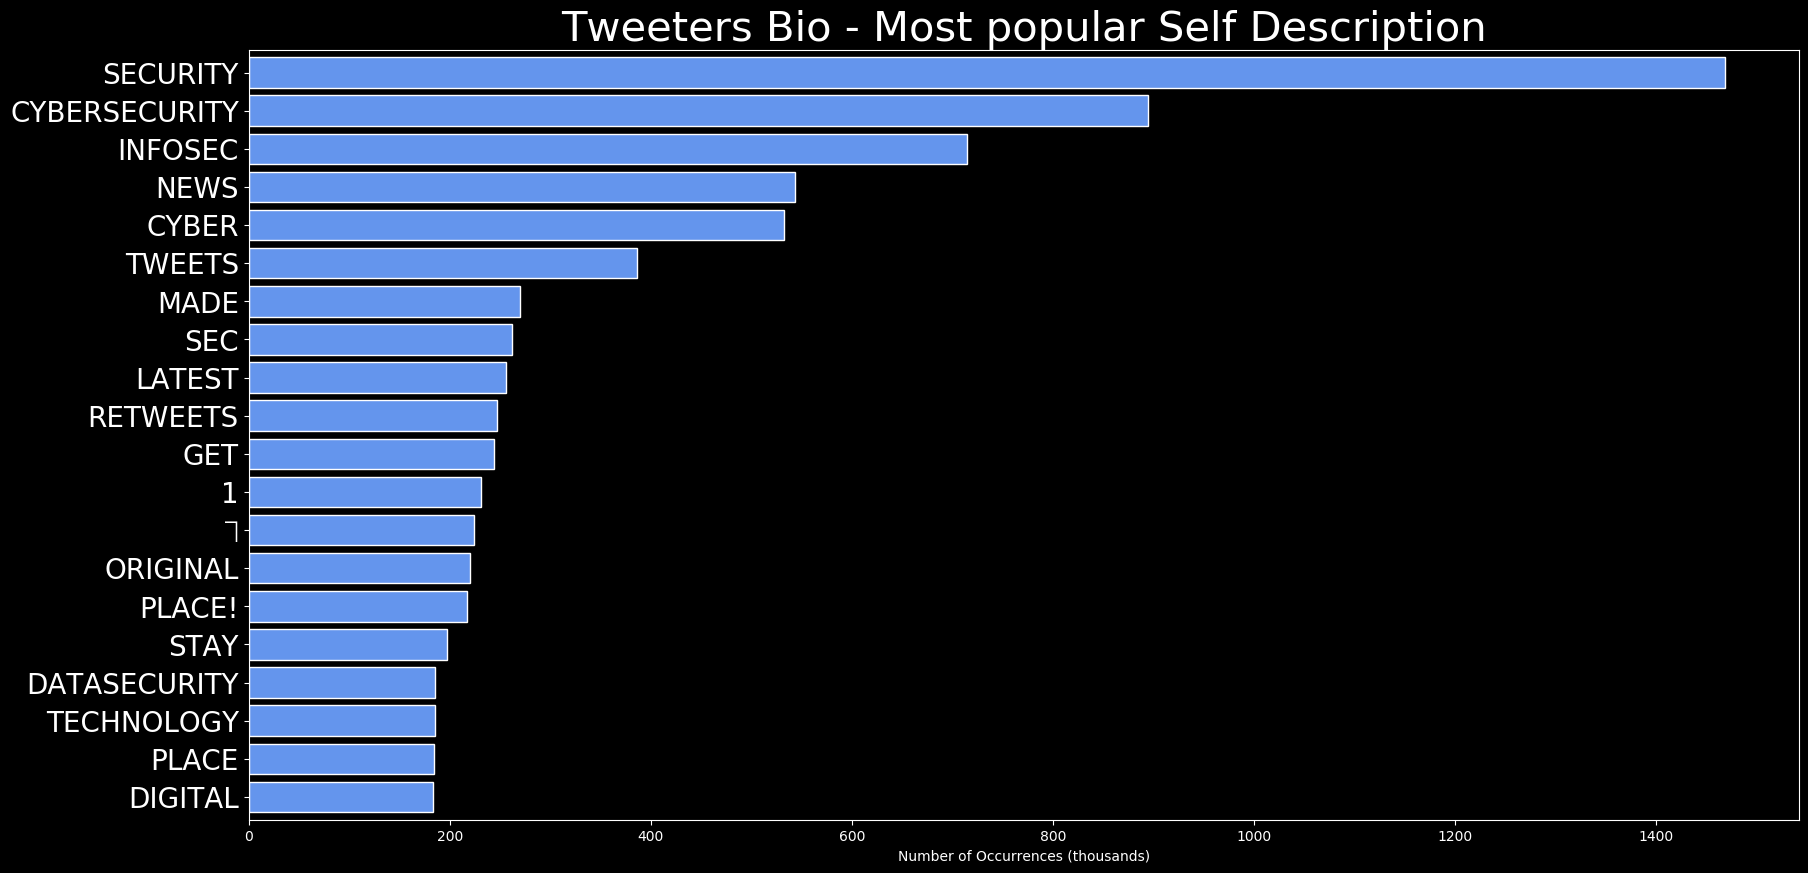 Tweeters Bio - Most popular Self Description
SECURITY
CYBERSECURITY
INFOSEC
NEWS
CYBER
TWEETS
MADE
SEC
LATEST
RETWEETS
GET
1
ORIGINAL
PLACE!
STAY
DATASECURITY
TECHNOLOGY
PLACE
DIGITAL
0 200 400 600 800 1000 1200 1400
Number of Occurrences (thousands)